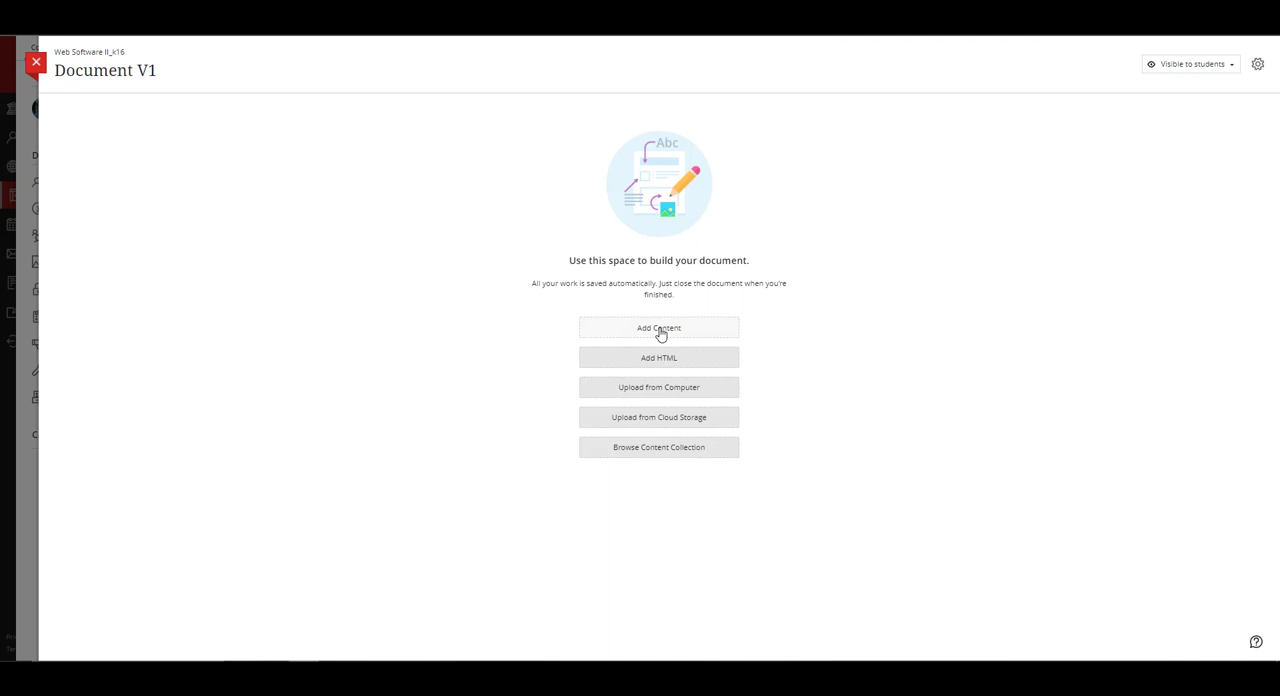 Web Software II_k16
Document V1
Visible to students
Abc
Use this space to build your document.
All your work is saved automatically. Just close the document when you're
finished.
Add Content
Add HTML
Upload from Computer
Upload from Cloud Storage
Browse Content Collection